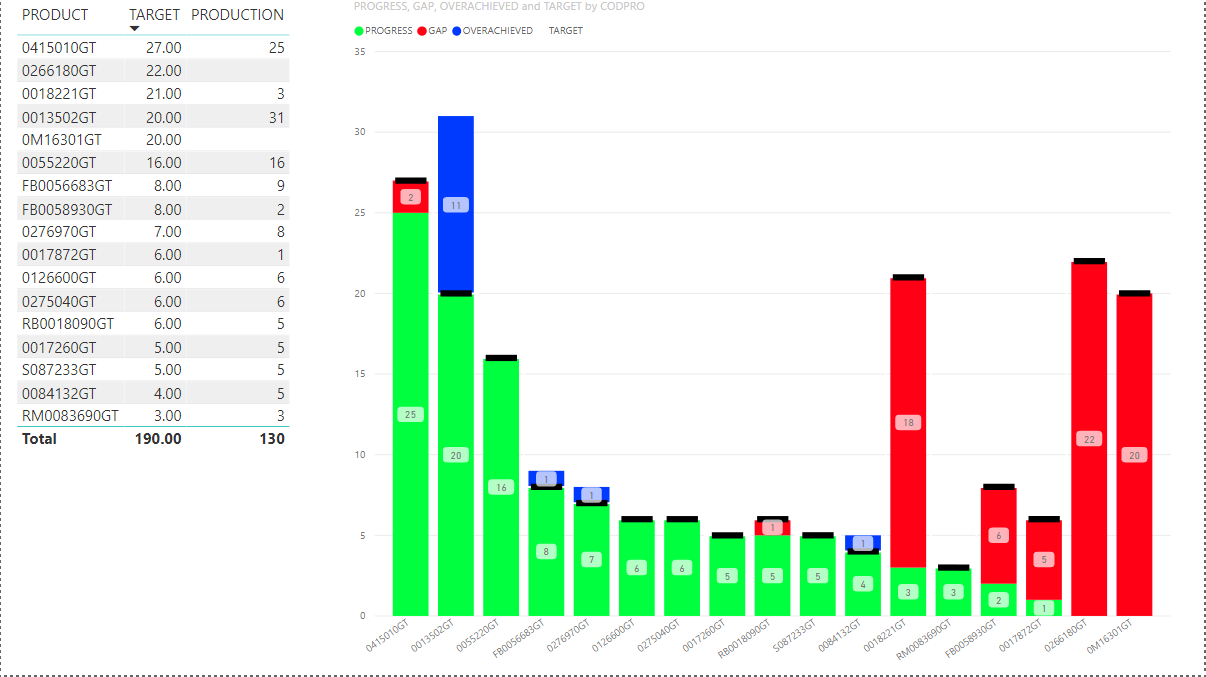 PRODUCT TARGET PRODUCTION
0415010GT 27.00 25
0266180GT 22.00
0018221GT 21.00 3
0013502GT 20.00 31
0M16301GT 20.00
0055220GT 16.00 16
FB0056683GT 8.00 9
FB0058930GT 8.00 2
0276970GT 7.00 8
0017872GT 6.00 1
0126600GT 6.00 6
0275040GT 6.00 6
RB0018090GT 6.00 5
0017260GT 5.00 5
S087233GT 5.00 5
0084132GT 4.00 5
RM0083690GT 3.00 3
Total 190.00 130
PROGRESS, GAP, OVERACHIEVED and TARGET by CODPRO
PROGRESS GAP OVERACHIEVED TARGET
35
30
25
20
15
10
5
0
2
11
1
1
1
1
18
6
5
22
20
25
20
16
8
7
6
6
5
5
5
4
3
3
2
1
0415010GT
0013502GT
0055220GT
FB0056683GT
0276970GT
0126600GT
0275040GT
0017260GT
RB0018090GT
S087233GT
0084132GT
0018221GT
RM0083690GT
FB0058930GT
0017872GT
0266180GT
0M16301GT